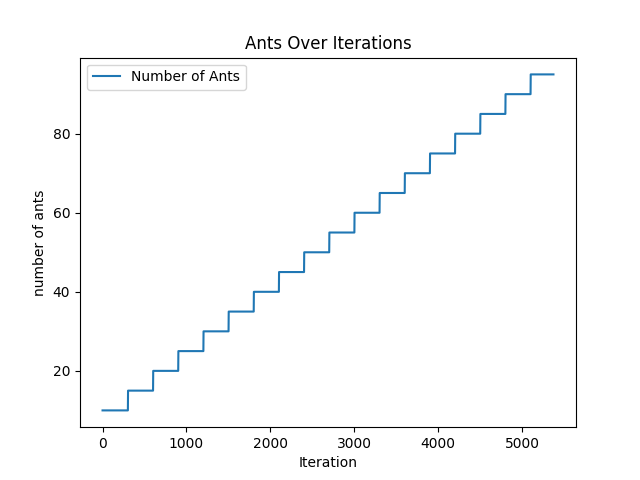 Ants Over Iterations
Number of Ants
number of ants
80
60
40
20
0 1000 2000 3000 4000 5000
Iteration